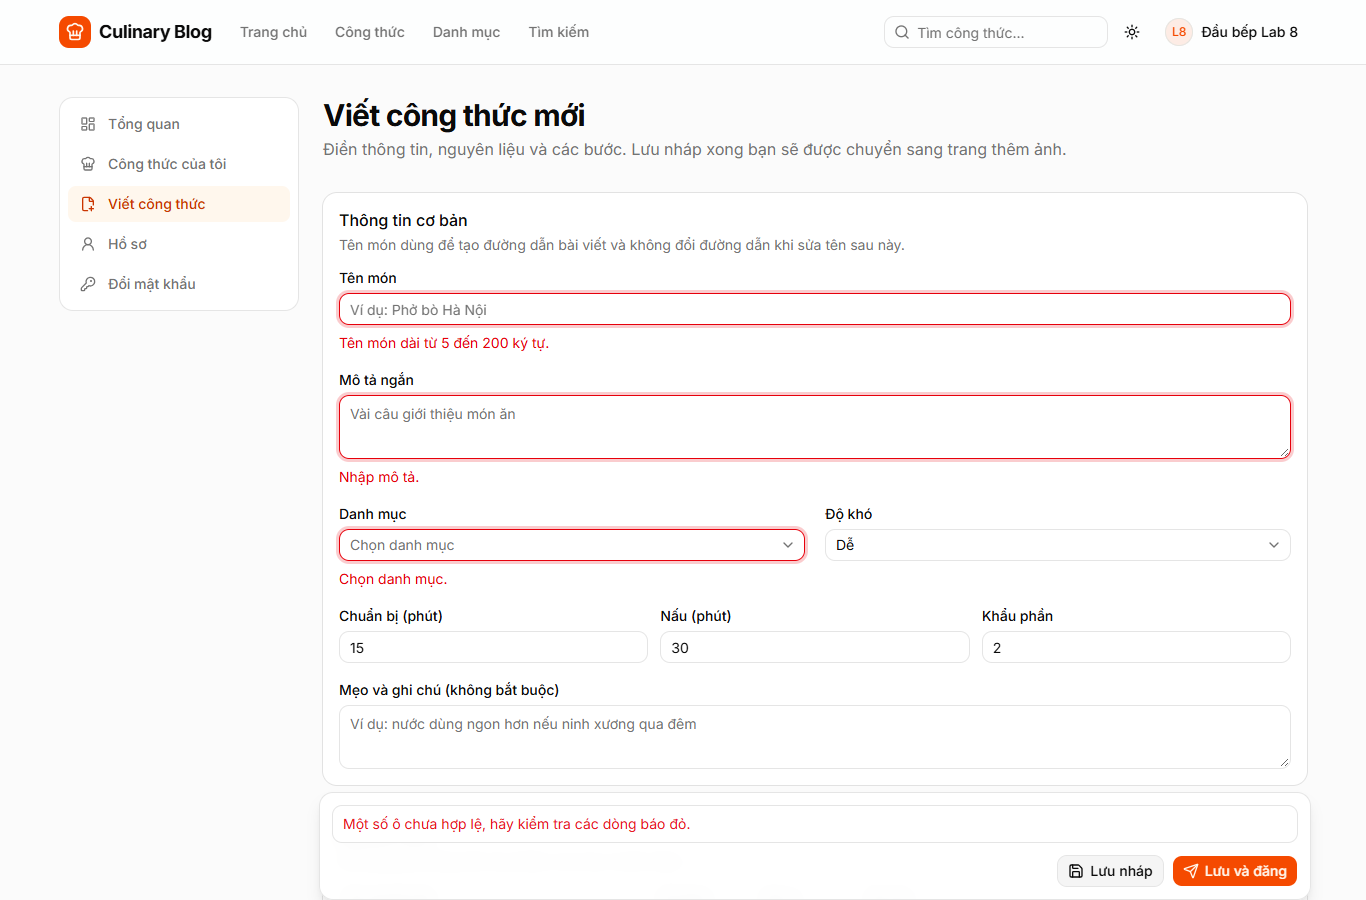 Culinary Blog
Trang chủ
Công thức
Danh mục
Tìm kiếm
Tìm công thức...
L8
Đầu bếp Lab 8
Tổng quan
Công thức của tôi
Viết công thức
Hồ sơ
Đổi mật khẩu
Viết công thức mới
Điền thông tin, nguyên liệu và các bước. Lưu nháp xong bạn sẽ được chuyển sang trang thêm ảnh.
Thông tin cơ bản
Tên món dùng để tạo đường dẫn bài viết và không đổi đường dẫn khi sửa tên sau này.
Tên món
Ví dụ: Phở bò Hà Nội
Tên món dài từ 5 đến 200 ký tự.
Mô tả ngắn
Vài câu giới thiệu món ăn
Nhập mô tả.
Danh mục
Độ khó
Chọn danh mục
Dễ
Chọn danh mục.
Chuẩn bị (phút)
Nấu (phút)
Khẩu phần
15
30
2
Mẹo và ghi chú (không bắt buộc)
Ví dụ: nước dùng ngon hơn nếu ninh xương qua đêm
Một số ô chưa hợp lệ, hãy kiểm tra các dòng báo đỏ.
Lưu nháp
Lưu và đăng